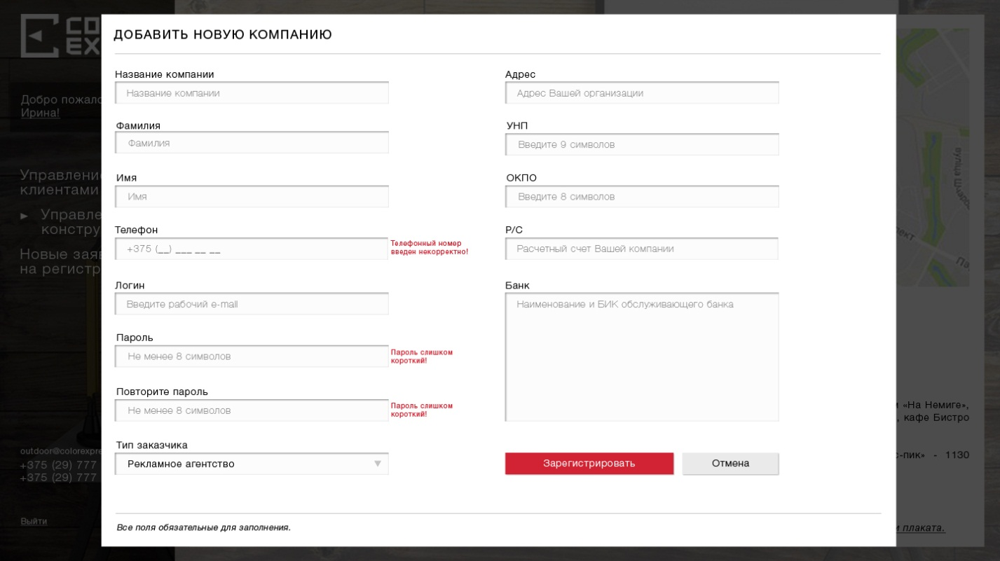 ДОБАВИТЬ НОВУЮ КОМПАНИЮ
Название компании
Название компании
Фамилия
Фамилия
Имя
Имя
Телефон
+375 (__) ___ __ __
Телефонный номер
введен некорректно!
Логин
Введите рабочий e-mail
Пароль
Не менее 8 символов
Пароль слишком
короткий!
Повторите пароль
Не менее 8 символов
Пароль слишком
короткий!
Тип заказчика
Рекламное агентство
Адрес
Адрес Вашей организации
УНП
Введите 9 символов
ОКПО
Введите 8 символов
Р/С
Расчетный счет Вашей компании
Банк
Наименование и БИК обслуживающего банка
Зарегистрировать
Отмена
Все поля обязательные для заполнения.
CO
EX
Добро пожал
Ирина!
Управлени
клиентами
Управле
констру
Новые зая
на регистр
outdoor@colorexpre
+375 (29) 777
+375 (29) 777
Выйти
вуліца Шчарб
«На Немиге»,
, кафе Бистро
с-пик» - 1130
плаката.